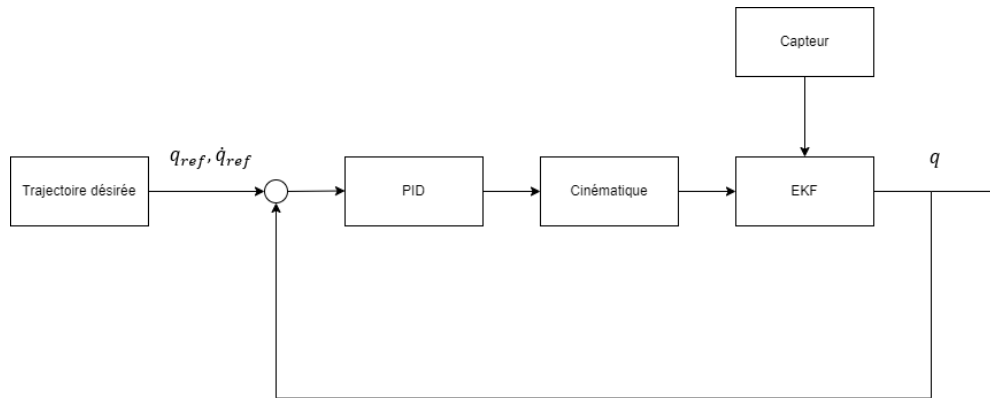 Capteur
q_ref, q̇_ref
q
Trajectoire désirée
PID
Cinématique
EKF